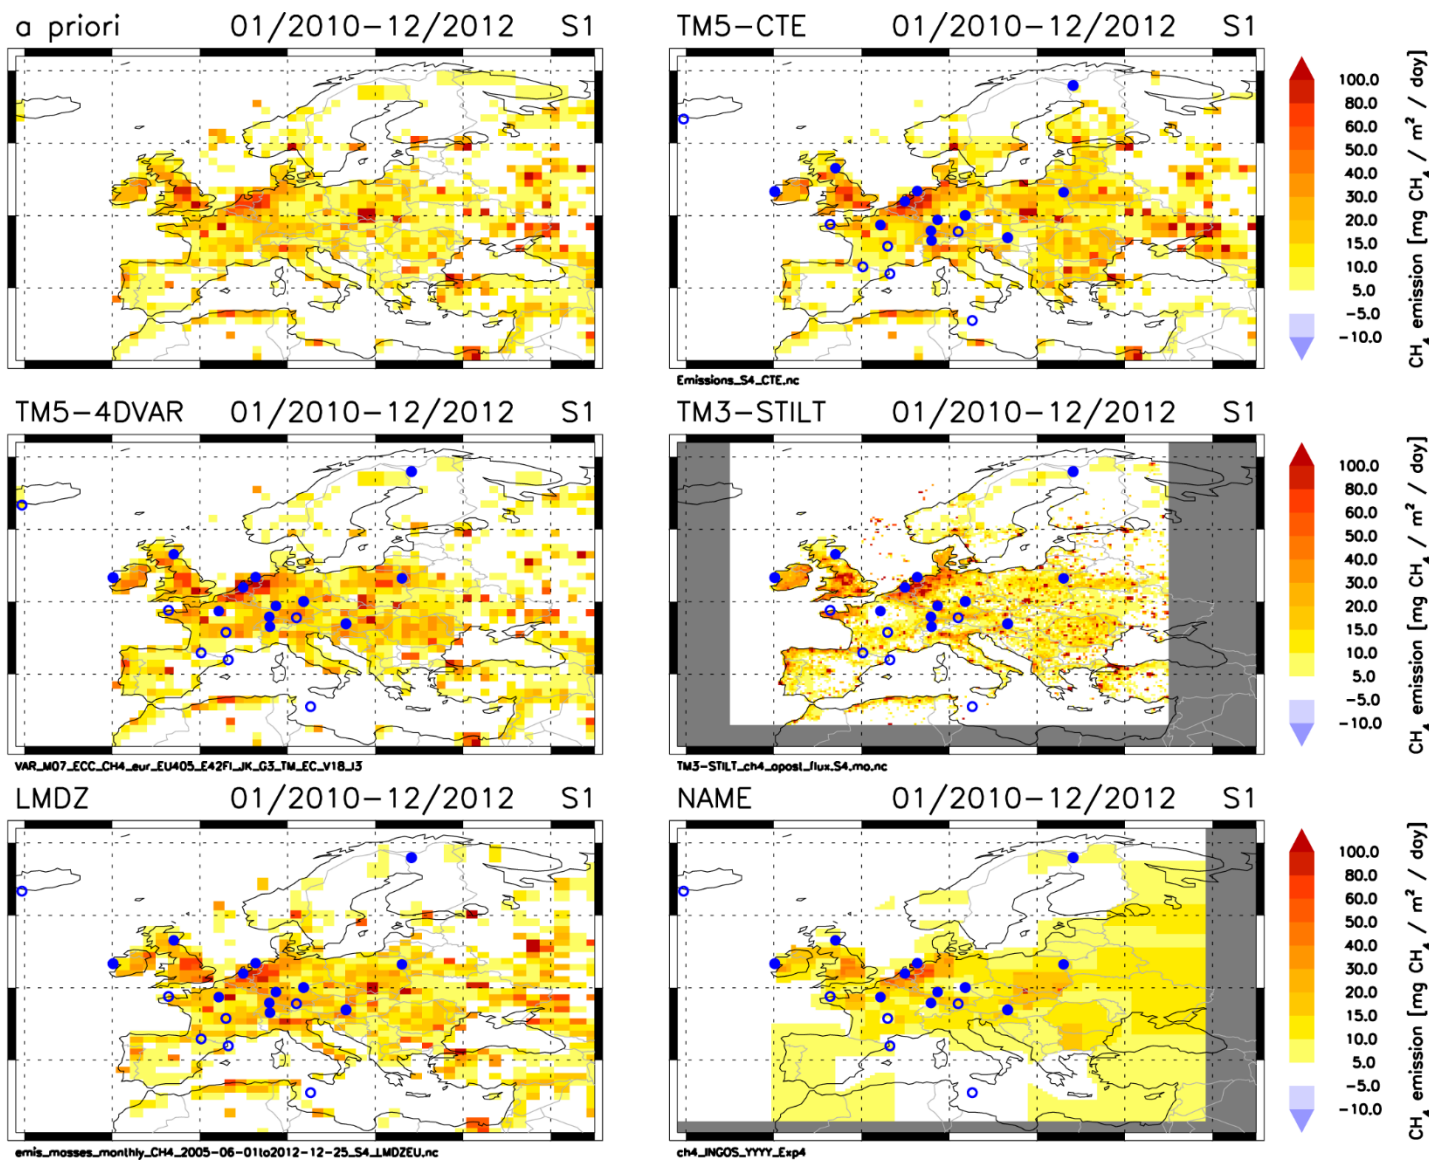 a priori 01/2010-12/2012 S1
TM5-CTE 01/2010-12/2012 S1
100.0
80.0
60.0
50.0
40.0
30.0
20.0
15.0
10.0
5.0
-5.0
-10.0
CH4 emission [mg CH4 / m² / day]
Emissions_S4_CTE.nc
TM5-4DVAR 01/2010-12/2012 S1
TM3-STILT 01/2010-12/2012 S1
100.0
80.0
60.0
50.0
40.0
30.0
20.0
15.0
10.0
5.0
-5.0
-10.0
CH4 emission [mg CH4 / m² / day]
VAR_M07_ECC_CH4_eur_EU405_E42FI_JK_G3_TM_EC_V18_I3
TM3-STILT_ch4_apost_flux.S4.mo.nc
LMDZ 01/2010-12/2012 S1
NAME 01/2010-12/2012 S1
100.0
80.0
60.0
50.0
40.0
30.0
20.0
15.0
10.0
5.0
-5.0
-10.0
CH4 emission [mg CH4 / m² / day]
emis_mosses_monthly_CH4_2005-06-01to2012-12-25_S4_LMDZEU.nc
ch4_INGOS_YYYY_Exp4